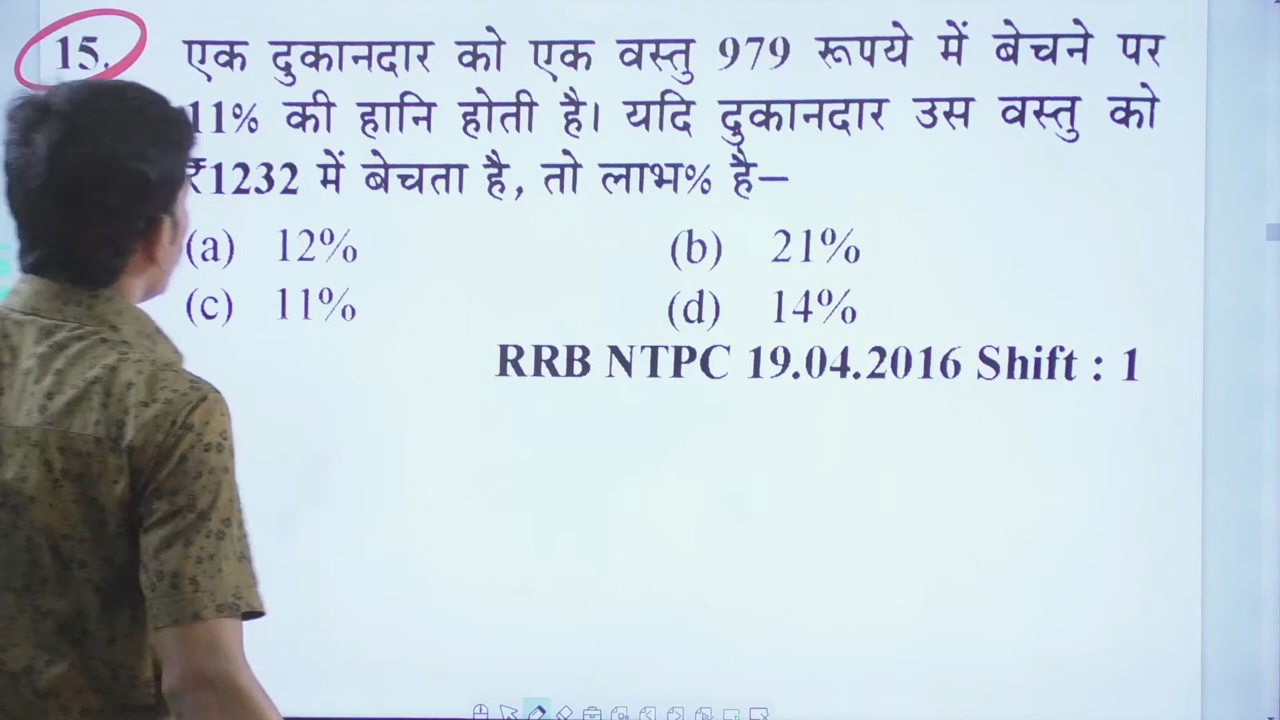 15. एक दुकानदार को एक वस्तु 979 रूपये में बेचने पर
11% की हानि होती है। यदि दुकानदार उस वस्तु को
₹1232 में बेचता है, तो लाभ% है–
(a) 12% (b) 21%
(c) 11% (d) 14%
RRB NTPC 19.04.2016 Shift : 1